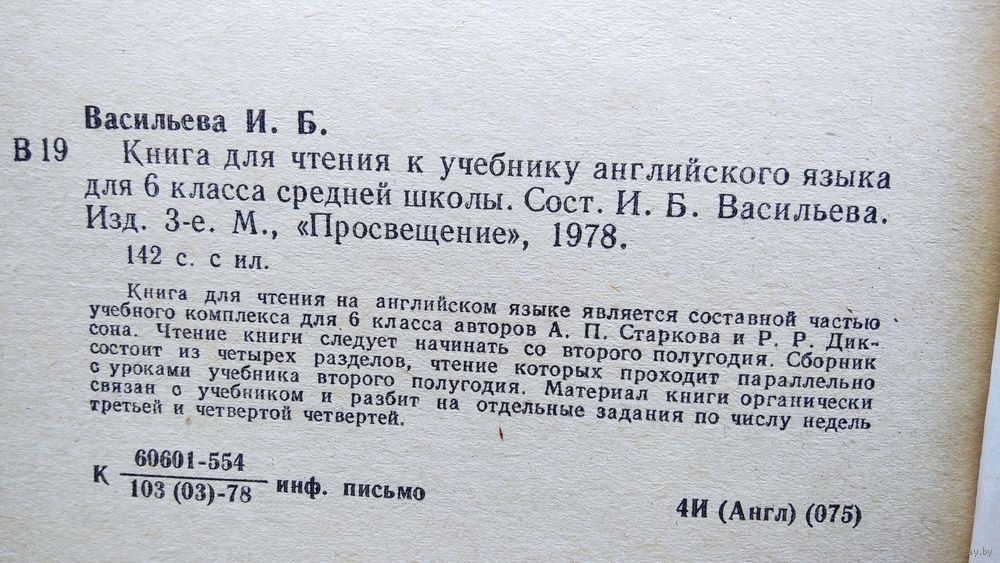 Васильева И. Б.
В 19 Книга для чтения к учебнику английского языка
для 6 класса средней школы. Сост. И. Б. Васильева.
Изд. 3-е. М., «Просвещение», 1978.
142 с. с ил.
Книга для чтения на английском языке является составной частью
учебного комплекса для 6 класса авторов А. П. Старкова и Р. Р. Дик-
сона. Чтение книги следует начинать со второго полугодия. Сборник
состоит из четырех разделов, чтение которых проходит параллельно
с уроками учебника второго полугодия. Материал книги органически
связан с учебником и разбит на отдельные задания по числу недель
третьей и четвертой четвертей.
60601-554
К
103 (03)-78
инф. письмо
4И (Англ) (075)